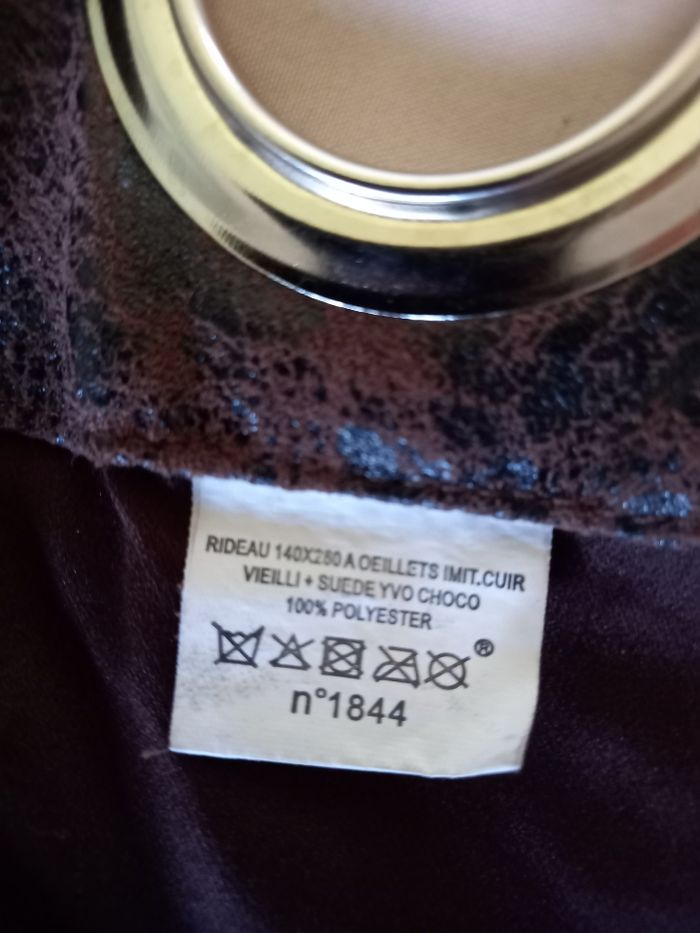 RIDEAU 140X280 A OEILLETS IMIT.CUIR
VIEILLI + SUEDE YVO CHOCO
100% POLYESTER
®
n°1844